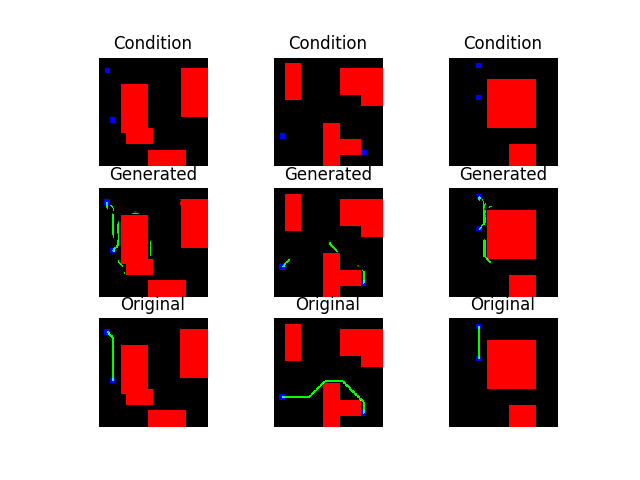 Condition Condition Condition
Generated Generated Generated
Original Original Original